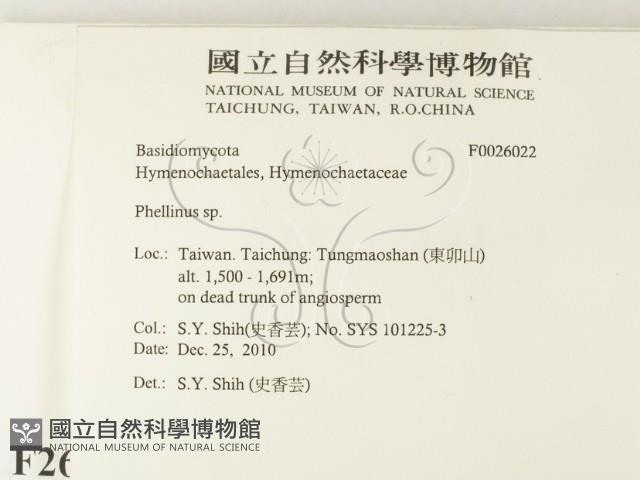 國立自然科學博物館
NATIONAL MUSEUM OF NATURAL SCIENCE
TAICHUNG, TAIWAN, R.O.CHINA
Basidiomycota F0026022
Hymenochaetales, Hymenochaetaceae
Phellinus sp.
Loc.: Taiwan. Taichung: Tungmaoshan (東卯山)
alt. 1,500 - 1,691m;
on dead trunk of angiosperm
Col.: S.Y. Shih(史香芸); No. SYS 101225-3
Date: Dec. 25, 2010
Det.: S.Y. Shih (史香芸)
國立自然科學博物館
NATIONAL MUSEUM OF NATURAL SCIENCE